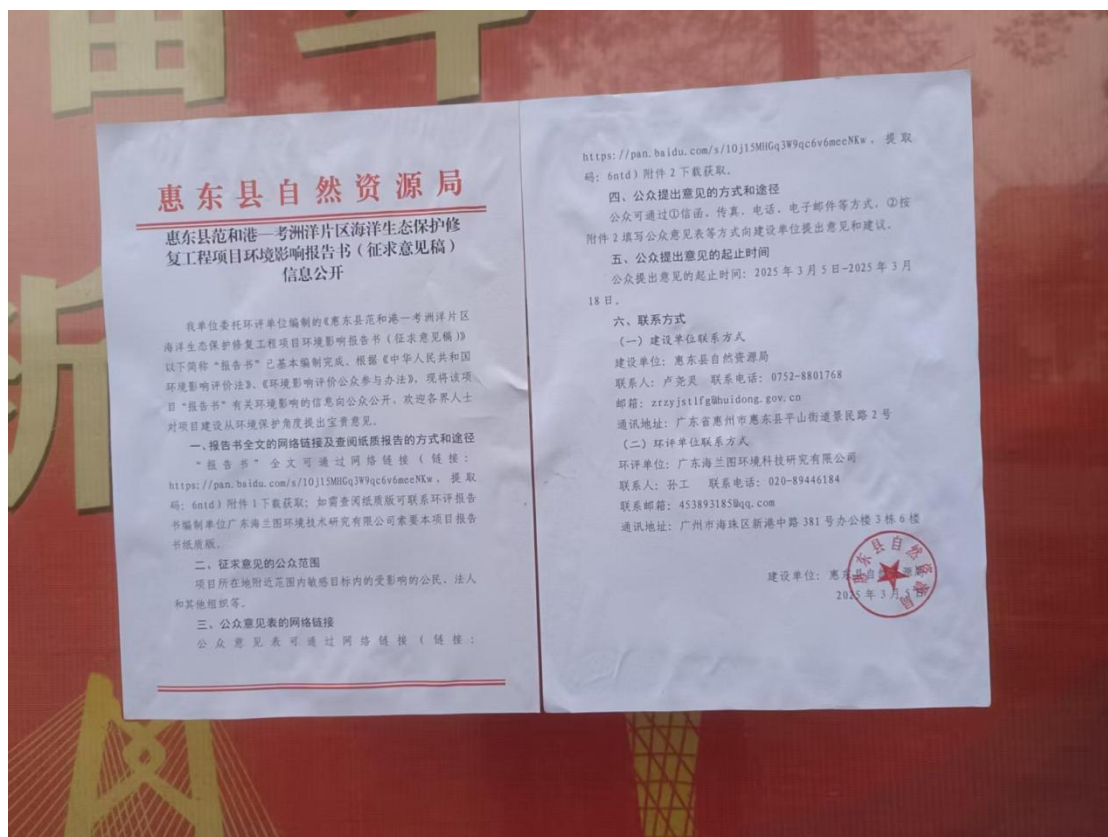 惠东县自然资源局
惠东县范和港—考洲洋片区海洋生态保护修
复工程项目环境影响报告书（征求意见稿）
信息公开
我单位委托环评单位编制的《惠东县范和港—考洲洋片区
海洋生态保护修复工程项目环境影响报告书（征求意见稿）》
以下简称“报告书”已基本编制完成。根据《中华人民共和国
环境影响评价法》、《环境影响评价公众参与办法》，现将该项
目“报告书”有关环境影响的信息向公众公开，欢迎各界人士
对项目建设从环境保护角度提出宝贵意见。
一、报告书全文的网络链接及查阅纸质报告的方式和途径
“报告书”全文可通过网络链接（链接：
https://pan.baidu.com/s/1Oj15MHGq3W9qc6v6meeNKw，提取
码：6ntd）附件1下载获取；如需查阅纸质版可联系环评报告
书编制单位广东海兰图环境技术研究有限公司索要本项目报告
书纸质版。
二、征求意见的公众范围
项目所在地附近范围内敏感目标内的受影响的公民、法人
和其他组织等。
三、公众意见表的网络链接
公众意见表可通过网络链接（链接：
https://pan.baidu.com/s/1Oj15MHGq3W9qc6v6meeNKw，提取
码：6ntd）附件2下载获取。
四、公众提出意见的方式和途径
公众可通过①信函、传真、电话、电子邮件等方式，②按
附件2填写公众意见表等方式向建设单位提出意见和建议。
五、公众提出意见的起止时间
公众提出意见的起止时间：2025年3月5日-2025年3月
18日。
六、联系方式
（一）建设单位联系方式
建设单位：惠东县自然资源局
联系人：卢尧灵 联系电话：0752-8801768
邮箱：zrzyjstlfg@huidong.gov.cn
通讯地址：广东省惠州市惠东县平山街道景民路2号
（二）环评单位联系方式
环评单位：广东海兰图环境科技研究有限公司
联系人：孙工 联系电话：020-89446184
联系邮箱：453893185@qq.com
通讯地址：广州市海珠区新港中路381号办公楼3栋6楼
建设单位：惠东县自然资源局
2025年3月5日
惠东县自然资源局